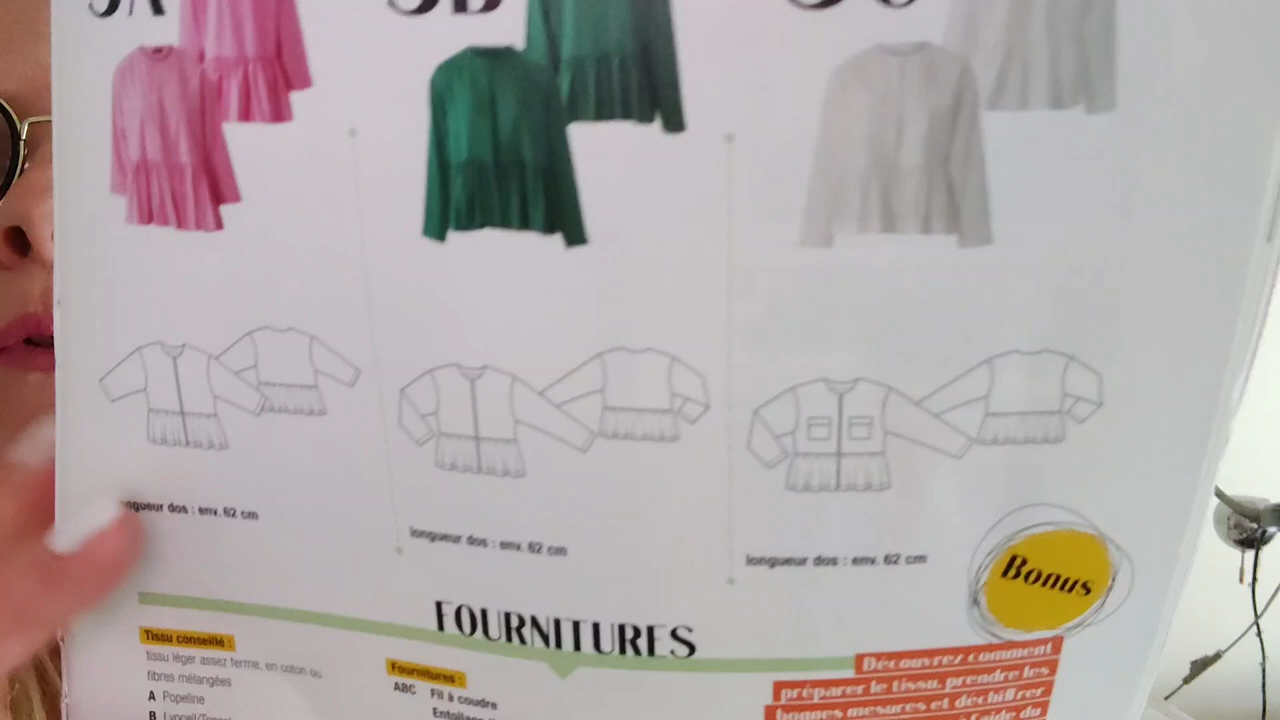 longueur dos : env. 62 cm
longueur dos : env. 62 cm
longueur dos : env. 62 cm
Bonus
FOURNITURES
Tissu conseillé :
tissu léger assez ferme, en coton ou
fibres mélangées
A Popeline
B
Fournitures :
ABC Fil à coudre
Découvrez comment
préparer le tissu, prendre les
bonnes mesures et déchiffrer